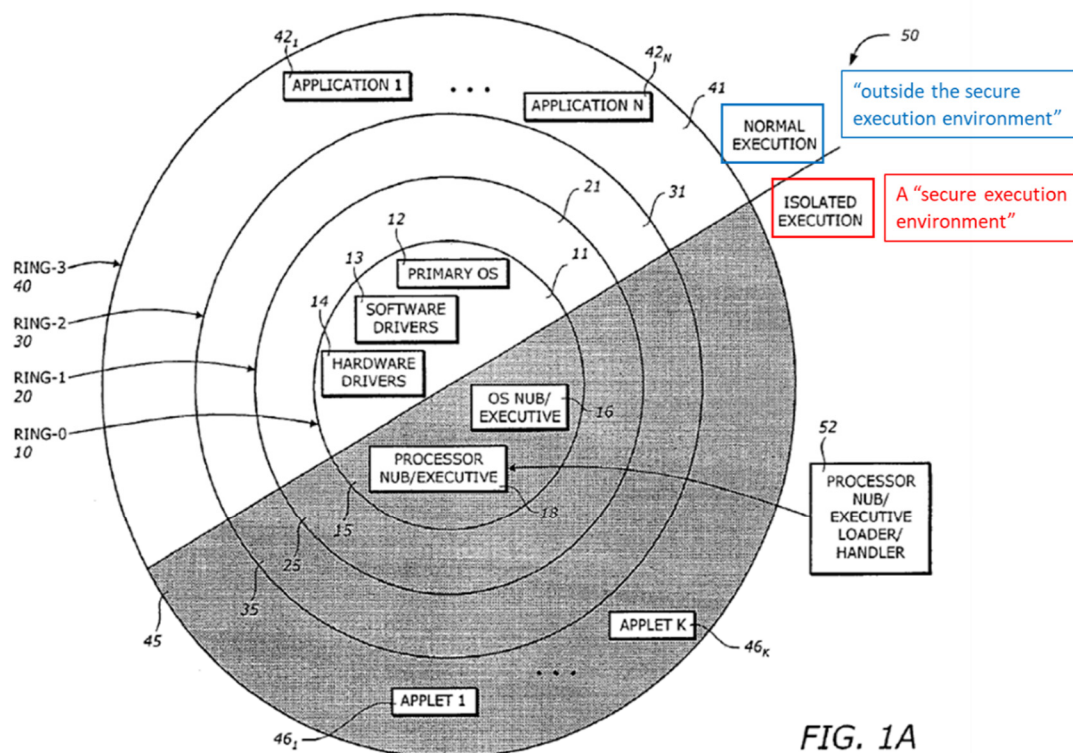 42₁
42ₙ
50
APPLICATION 1
• • •
APPLICATION N
41
"outside the secure
execution environment"
NORMAL
EXECUTION
21
31
ISOLATED
EXECUTION
A "secure execution
environment"
12
11
PRIMARY OS
13
SOFTWARE
DRIVERS
14
HARDWARE
DRIVERS
RING-3
40
RING-2
30
RING-1
20
RING-0
10
OS NUB/
EXECUTIVE
16
PROCESSOR
NUB/EXECUTIVE
18
52
PROCESSOR
NUB/
EXECUTIVE
LOADER/
HANDLER
15
25
35
45
APPLET K
46ₖ
• • •
APPLET 1
46₁
FIG. 1A